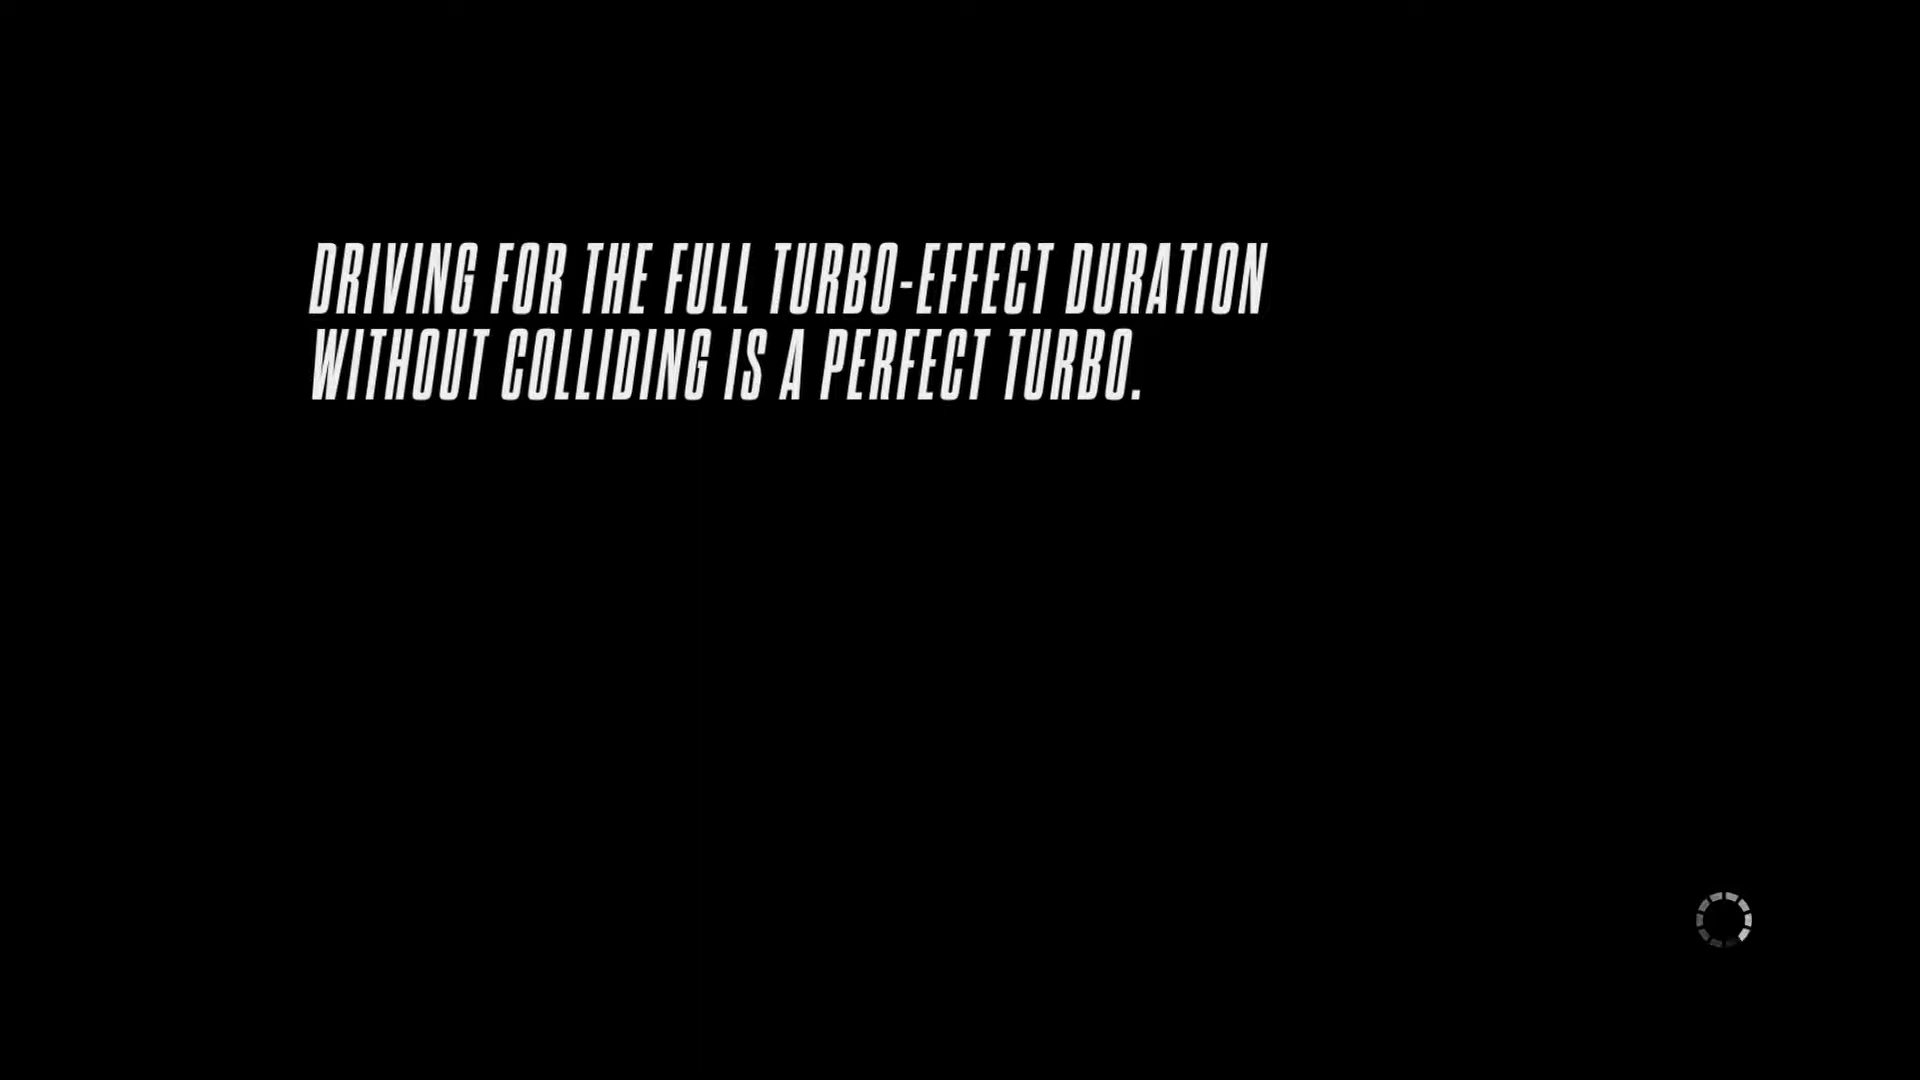 DRIVING FOR THE FULL TURBO-EFFECT DURATION
WITHOUT COLLIDING IS A PERFECT TURBO.